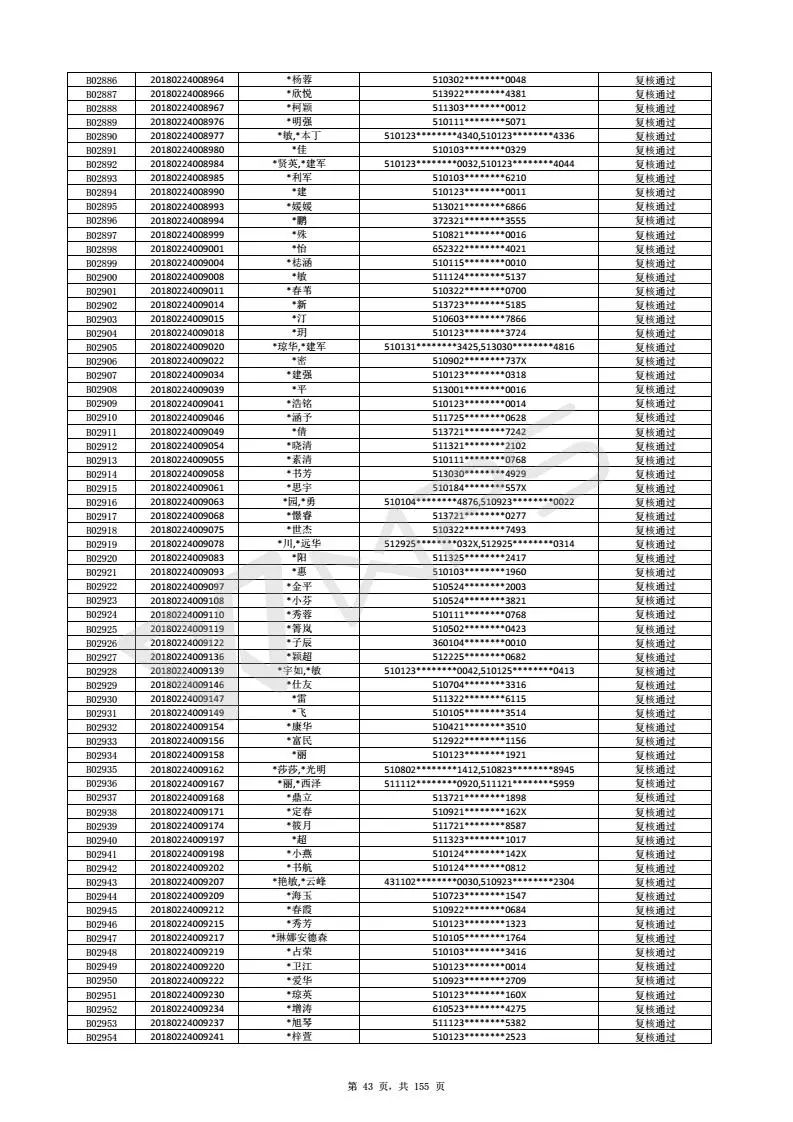 B02886 20180224008964 *杨蓉 510302********0048 复核通过
B02887 20180224008966 *欣悦 513922********4381 复核通过
B02888 20180224008967 *柯颖 511303********0012 复核通过
B02889 20180224008976 *明强 510111********5071 复核通过
B02890 20180224008977 *敏,*本丁 510123********4340,510123********4336 复核通过
B02891 20180224008980 *佳 510103********0329 复核通过
B02892 20180224008984 *贤英,*建军 510123********0032,510123********4044 复核通过
B02893 20180224008985 *利军 510103********6210 复核通过
B02894 20180224008990 *建 510123********0011 复核通过
B02895 20180224008993 *媛媛 513021********6866 复核通过
B02896 20180224008994 *鹏 372321********3555 复核通过
B02897 20180224008999 *殊 510821********0016 复核通过
B02898 20180224009001 *怡 652322********4021 复核通过
B02899 20180224009004 *梽涵 510115********0010 复核通过
B02900 20180224009008 *敏 511124********5137 复核通过
B02901 20180224009011 *春苇 510322********0700 复核通过
B02902 20180224009014 *新 513723********5185 复核通过
B02903 20180224009015 *汀 510603********7866 复核通过
B02904 20180224009018 *玥 510123********3724 复核通过
B02905 20180224009020 *琼华,*建军 510131********3425,513030********4816 复核通过
B02906 20180224009022 *密 510902********737X 复核通过
B02907 20180224009034 *建强 510123********0318 复核通过
B02908 20180224009039 *平 513001********0016 复核通过
B02909 20180224009041 *浩铭 510123********0014 复核通过
B02910 20180224009046 *涵予 511725********0628 复核通过
B02911 20180224009049 *倩 513721********7242 复核通过
B02912 20180224009054 *晓清 511321********2102 复核通过
B02913 20180224009055 *素清 510111********0768 复核通过
B02914 20180224009058 *书芳 513030********4929 复核通过
B02915 20180224009061 *思宇 510184********557X 复核通过
B02916 20180224009063 *园,*勇 510104********4876,510923********0022 复核通过
B02917 20180224009068 *憬睿 513721********0277 复核通过
B02918 20180224009075 *世杰 510322********7493 复核通过
B02919 20180224009078 *川,*远华 512925********032X,512925********0314 复核通过
B02920 20180224009083 *阳 511325********2417 复核通过
B02921 20180224009093 *惠 510103********1960 复核通过
B02922 20180224009097 *金平 510524********2003 复核通过
B02923 20180224009108 *小芬 510524********3821 复核通过
B02924 20180224009110 *秀蓉 510111********0768 复核通过
B02925 20180224009119 *箐岚 510502********0423 复核通过
B02926 20180224009122 *子辰 360104********0010 复核通过
B02927 20180224009136 *颖超 512225********0682 复核通过
B02928 20180224009139 *宇如,*敏 510123********0042,510125********0413 复核通过
B02929 20180224009146 *仕友 510704********3316 复核通过
B02930 20180224009147 *雷 511322********6115 复核通过
B02931 20180224009149 *飞 510105********3514 复核通过
B02932 20180224009154 *康华 510421********3510 复核通过
B02933 20180224009156 *富民 512922********1156 复核通过
B02934 20180224009158 *丽 510123********1921 复核通过
B02935 20180224009162 *莎莎,*光明 510802********1412,510823********8945 复核通过
B02936 20180224009167 *丽,*西泽 511112********0920,511121********5959 复核通过
B02937 20180224009168 *鼎立 513721********1898 复核通过
B02938 20180224009171 *定春 510921********162X 复核通过
B02939 20180224009174 *筱月 511721********8587 复核通过
B02940 20180224009197 *超 511323********1017 复核通过
B02941 20180224009198 *小燕 510124********142X 复核通过
B02942 20180224009202 *书航 510124********0812 复核通过
B02943 20180224009207 *艳敏,*云峰 431102********0030,510923********2304 复核通过
B02944 20180224009209 *海玉 510723********1547 复核通过
B02945 20180224009212 *春霞 510922********0684 复核通过
B02946 20180224009215 *秀芳 510123********1323 复核通过
B02947 20180224009217 *琳娜安德森 510105********1764 复核通过
B02948 20180224009219 *占荣 510103********3416 复核通过
B02949 20180224009220 *卫江 510123********0014 复核通过
B02950 20180224009222 *爱华 510923********2709 复核通过
B02951 20180224009230 *琼英 510123********160X 复核通过
B02952 20180224009234 *增涛 610523********4275 复核通过
B02953 20180224009237 *旭琴 511123********5382 复核通过
B02954 20180224009241 *梓萱 510123********2523 复核通过
第 43 页，共 155 页